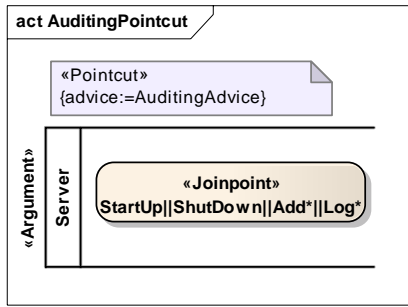 act AuditingPointcut
«Pointcut»
{advice:=AuditingAdvice}
«Argument»
Server
«Joinpoint»
StartUp||ShutDown||Add*||Log*